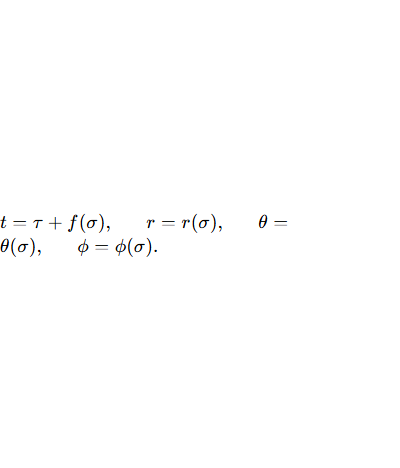 t = τ + f(σ),  r = r(σ),  θ =
θ(σ),  ϕ = ϕ(σ).